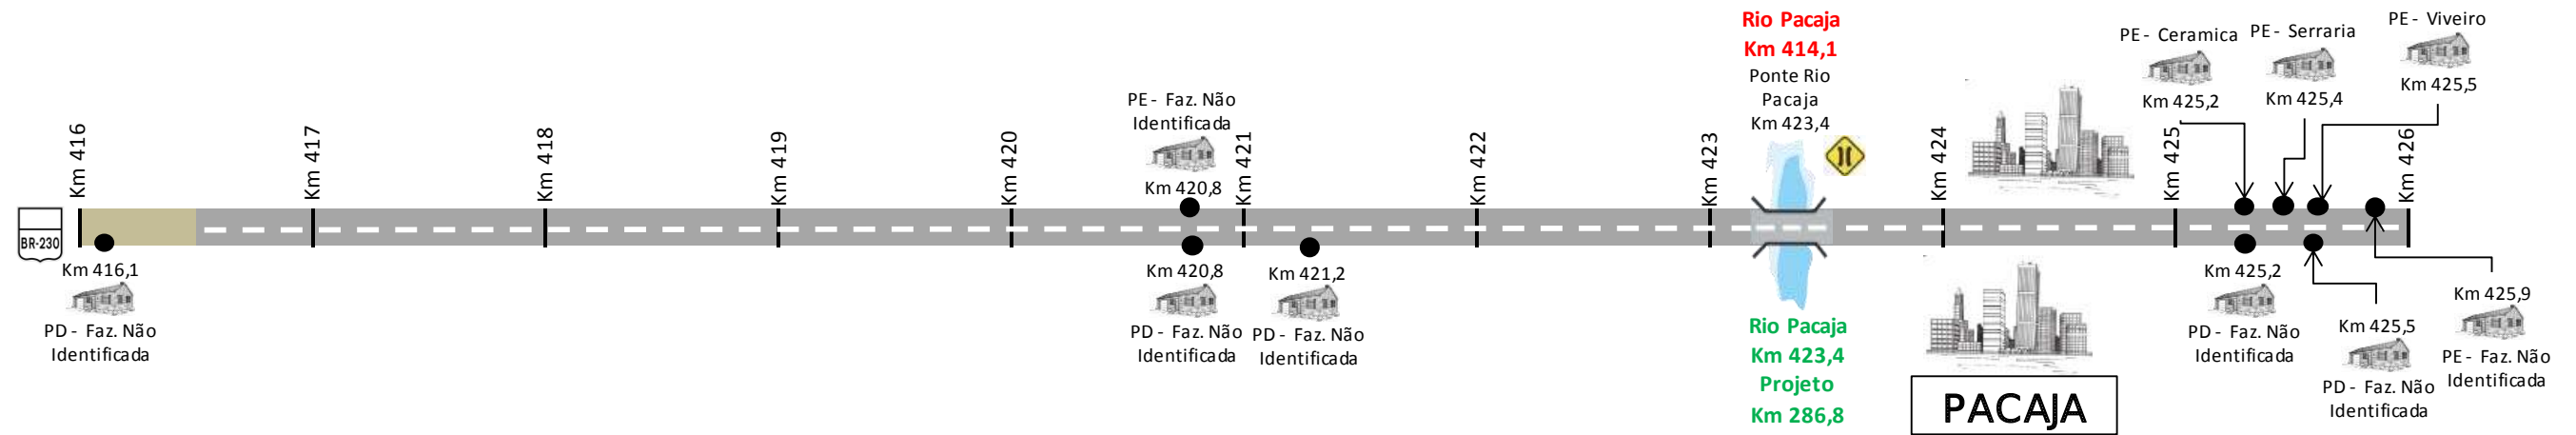 BR-230
Km 416
Km 417
Km 418
Km 419
Km 420
Km 421
Km 422
Km 423
Km 424
Km 425
Km 426
Km 416,1
PD - Faz. Não
Identificada
PE - Faz. Não
Identificada
Km 420,8
Km 420,8
PD - Faz. Não
Identificada
Km 421,2
PD - Faz. Não
Identificada
Rio Pacaja
Km 414,1
Ponte Rio
Pacaja
Km 423,4
Rio Pacaja
Km 423,4
Projeto
Km 286,8
PACAJA
PE - Ceramica
Km 425,2
PE - Serraria
Km 425,4
PE - Viveiro
Km 425,5
Km 425,2
PD - Faz. Não
Identificada
Km 425,5
PD - Faz. Não
Identificada
Km 425,9
PE - Faz. Não
Identificada